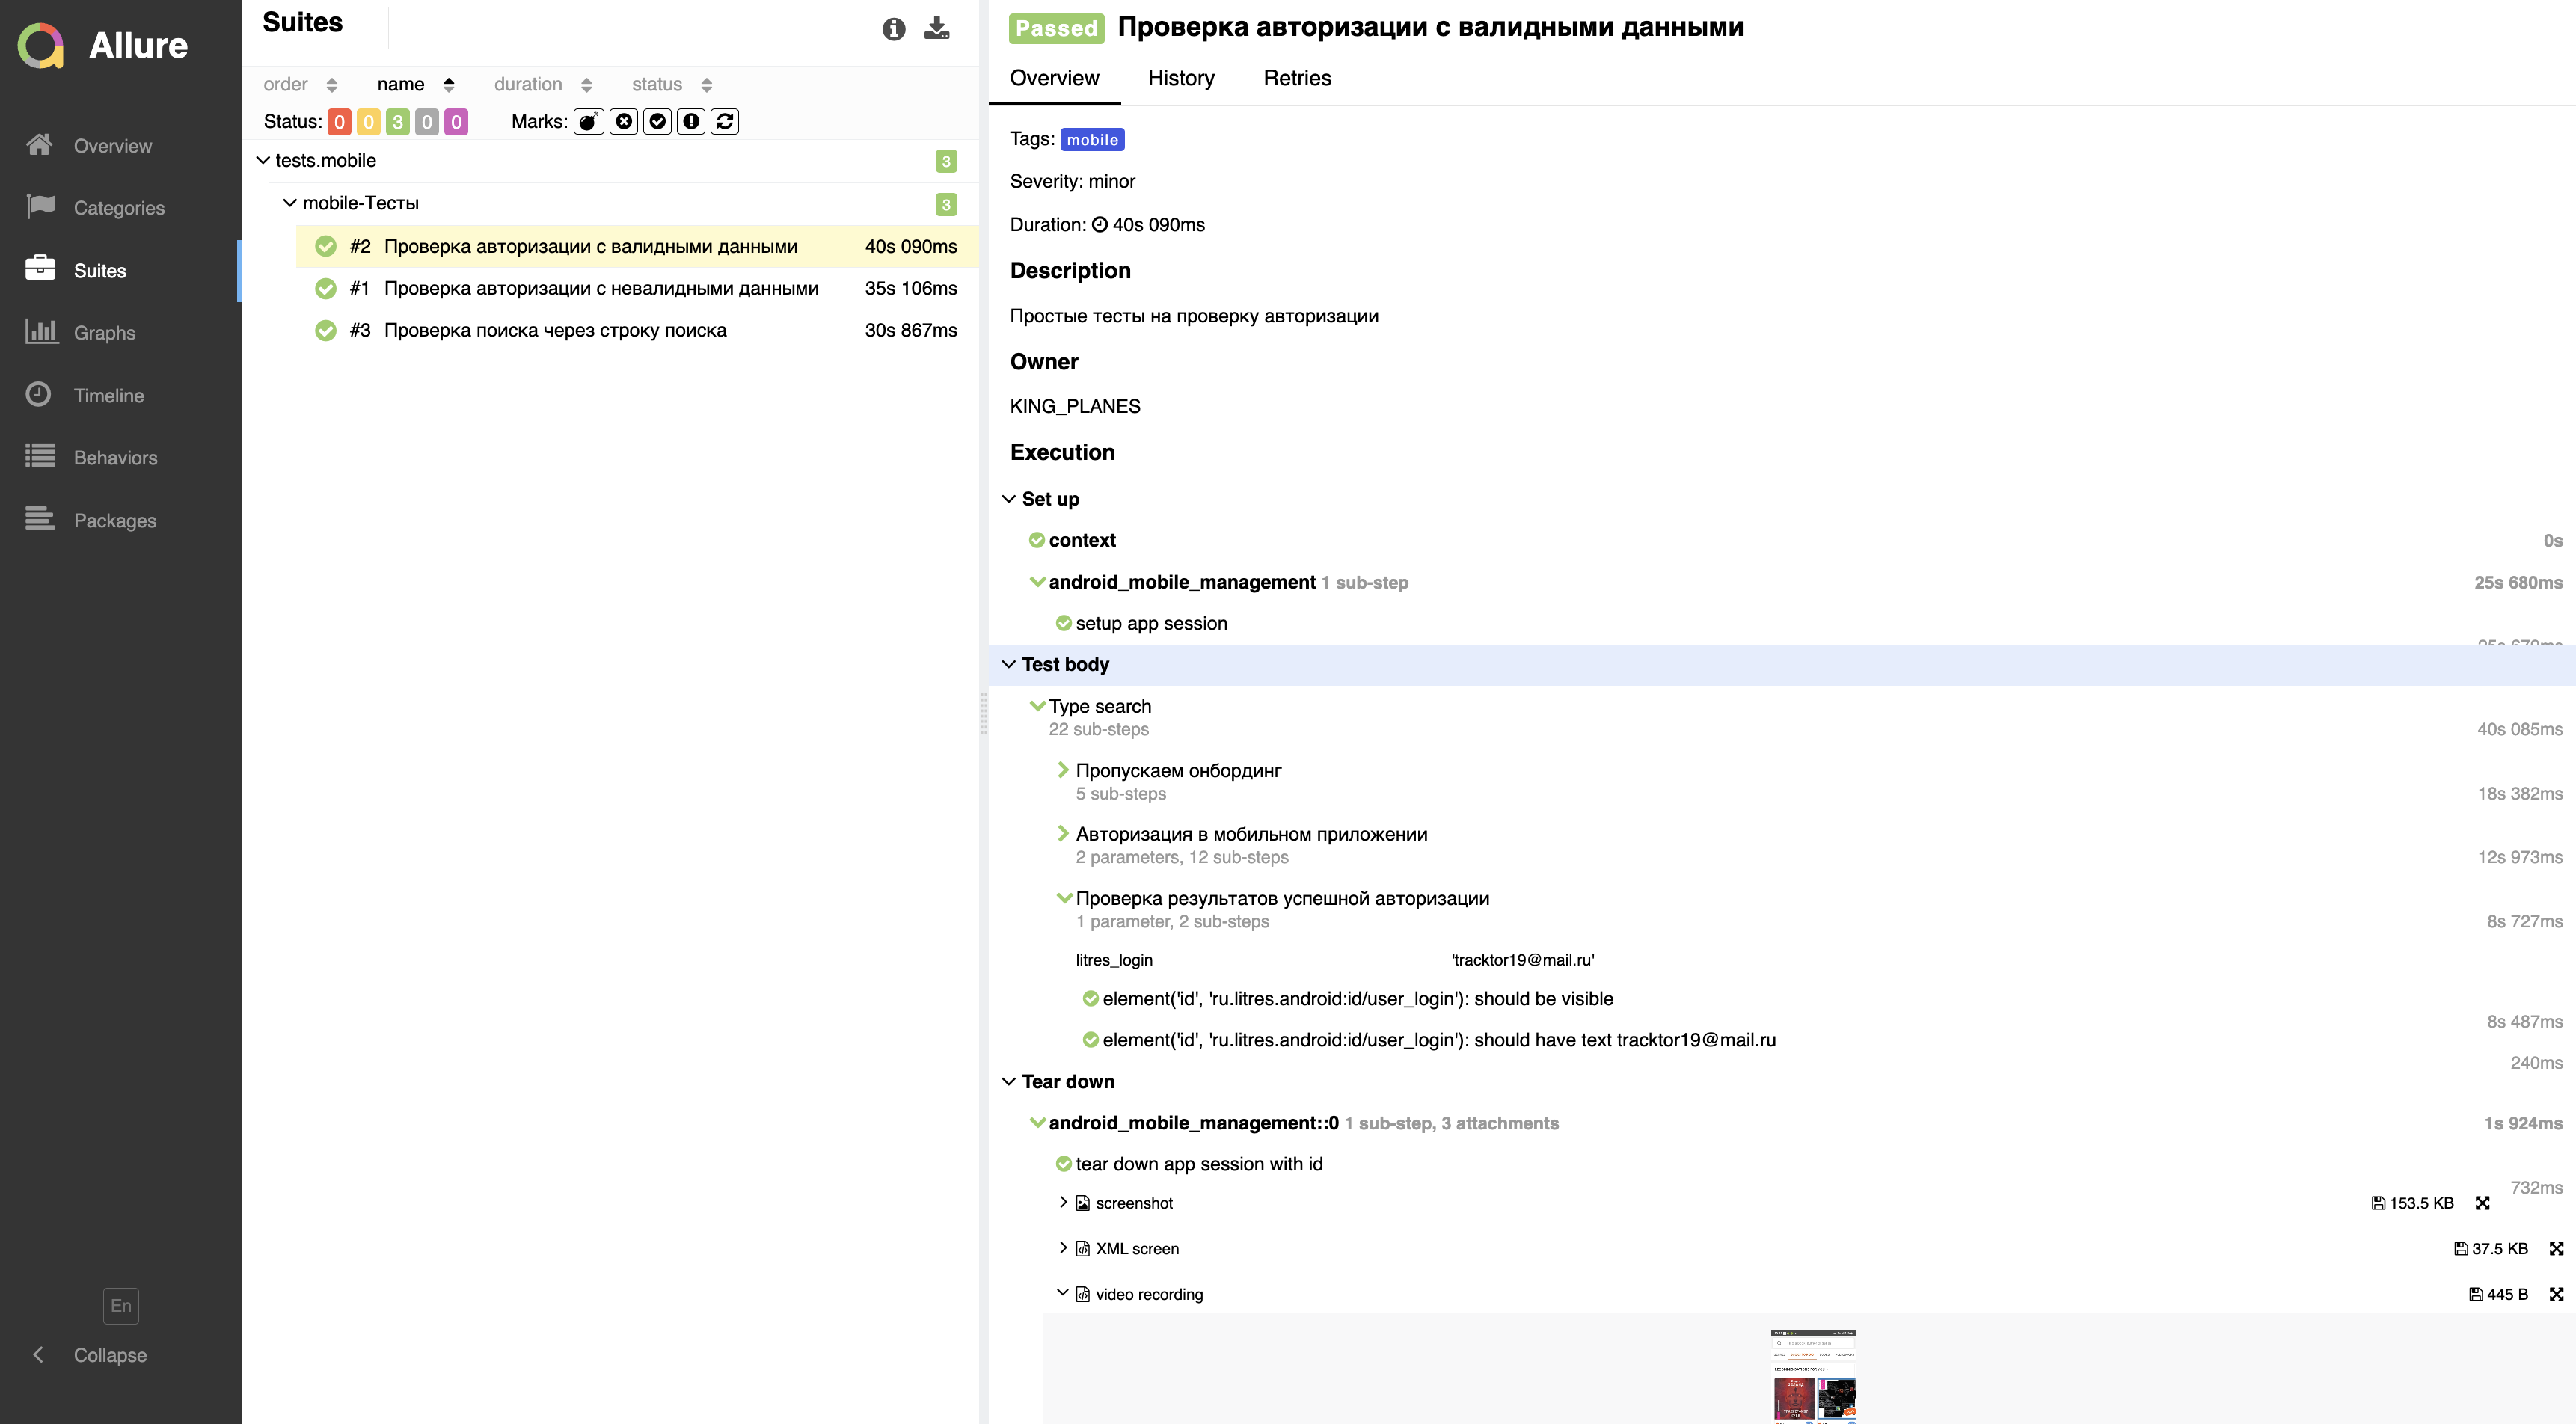 Allure
Overview
Categories
Suites
Graphs
Timeline
Behaviors
Packages
En
Collapse
Suites
order name duration status
Status: 0 0 3 0 0 Marks:
tests.mobile 3
mobile-Тесты 3
#2 Проверка авторизации с валидными данными 40s 090ms
#1 Проверка авторизации с невалидными данными 35s 106ms
#3 Проверка поиска через строку поиска 30s 867ms
Passed Проверка авторизации с валидными данными
Overview History Retries
Tags: mobile
Severity: minor
Duration: 40s 090ms
Description
Простые тесты на проверку авторизации
Owner
KING_PLANES
Execution
Set up
context 0s
android_mobile_management 1 sub-step 25s 680ms
setup app session
Test body
Type search
22 sub-steps 40s 085ms
Пропускаем онбординг
5 sub-steps 18s 382ms
Авторизация в мобильном приложении
2 parameters, 12 sub-steps 12s 973ms
Проверка результатов успешной авторизации
1 parameter, 2 sub-steps 8s 727ms
litres_login 'tracktor19@mail.ru'
element('id', 'ru.litres.android:id/user_login'): should be visible
8s 487ms
element('id', 'ru.litres.android:id/user_login'): should have text tracktor19@mail.ru
240ms
Tear down
android_mobile_management::0 1 sub-step, 3 attachments 1s 924ms
tear down app session with id
732ms
screenshot 153.5 KB
XML screen 37.5 KB
video recording 445 B